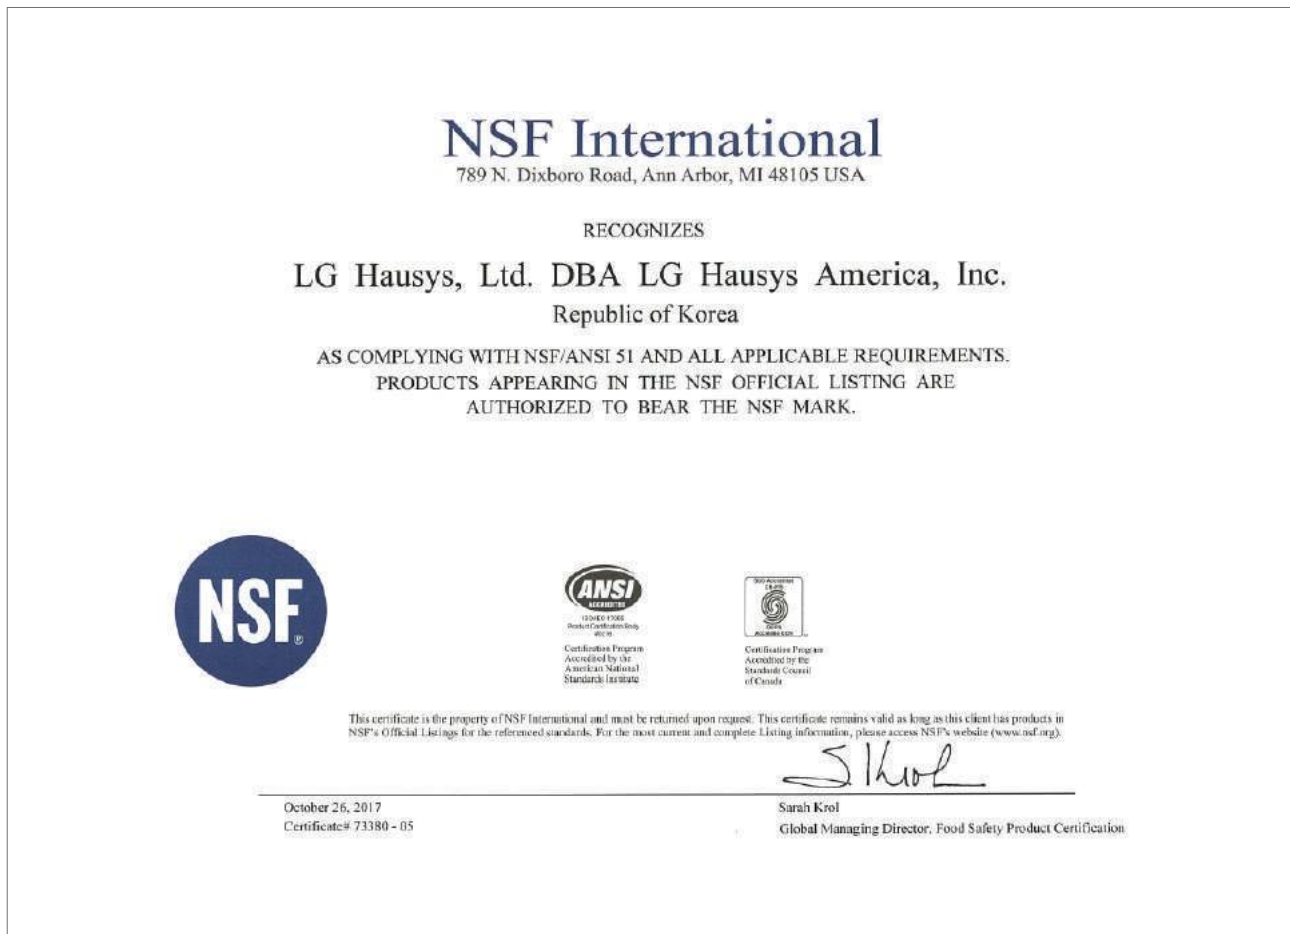 NSF International
789 N. Dixboro Road, Ann Arbor, MI 48105 USA
RECOGNIZES
LG Hausys, Ltd. DBA LG Hausys America, Inc.
Republic of Korea
AS COMPLYING WITH NSF/ANSI 51 AND ALL APPLICABLE REQUIREMENTS.
PRODUCTS APPEARING IN THE NSF OFFICIAL LISTING ARE
AUTHORIZED TO BEAR THE NSF MARK.
NSF®
ANSI
ACCREDITED
Product Certification Body
Certification Program
Accredited by the
American National
Standards Institute
Certification Program
Accredited by the
Standards Council
of Canada
This certificate is the property of NSF International and must be returned upon request. This certificate remains valid as long as this client has products in
NSF's Official Listings for the referenced standards. For the most current and complete Listing information, please access NSF's website (www.nsf.org).
S. Krol
October 26, 2017
Certificate# 73380 - 05
Sarah Krol
Global Managing Director, Food Safety Product Certification